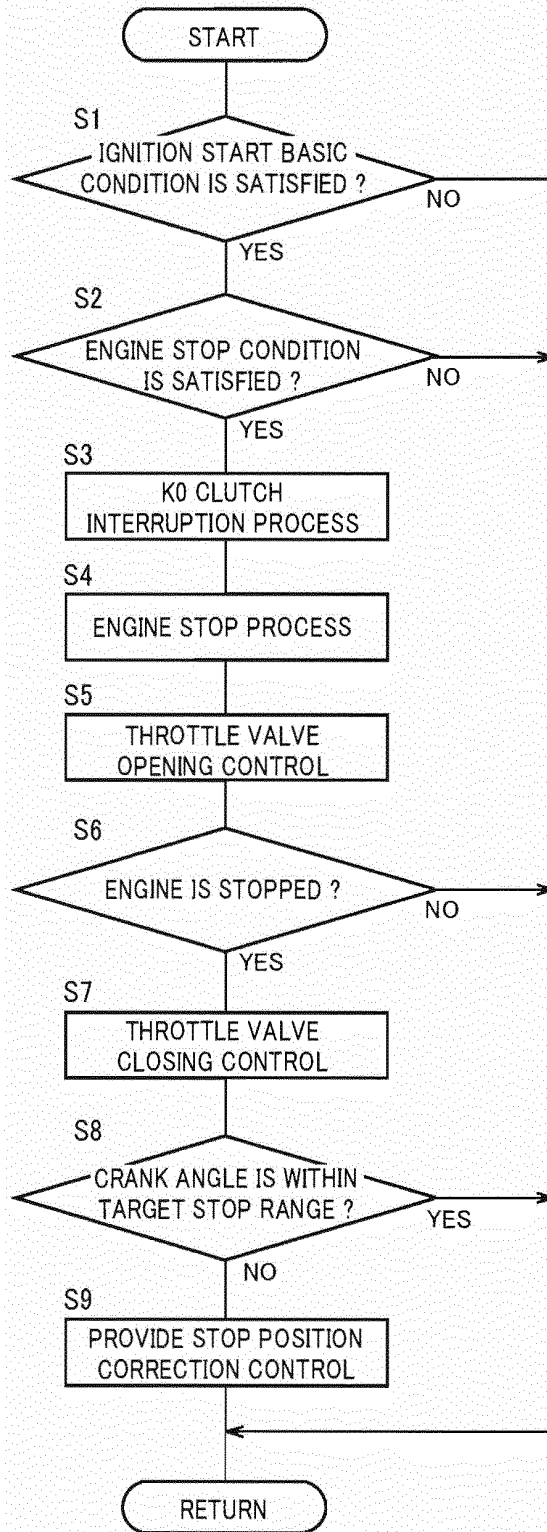 START
S1
IGNITION START BASIC
CONDITION IS SATISFIED ?
NO
YES
S2
ENGINE STOP CONDITION
IS SATISFIED ?
NO
YES
S3
K0 CLUTCH
INTERRUPTION PROCESS
S4
ENGINE STOP PROCESS
S5
THROTTLE VALVE
OPENING CONTROL
S6
ENGINE IS STOPPED ?
NO
YES
S7
THROTTLE VALVE
CLOSING CONTROL
S8
CRANK ANGLE IS WITHIN
TARGET STOP RANGE ?
YES
NO
S9
PROVIDE STOP POSITION
CORRECTION CONTROL
RETURN